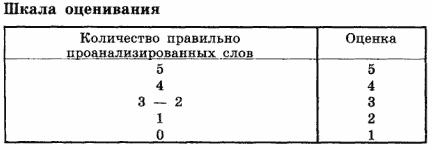 Шкала оценивания
Количество правильно проанализированных слов Оценка
5 5
4 4
3 — 2 3
1 2
0 1